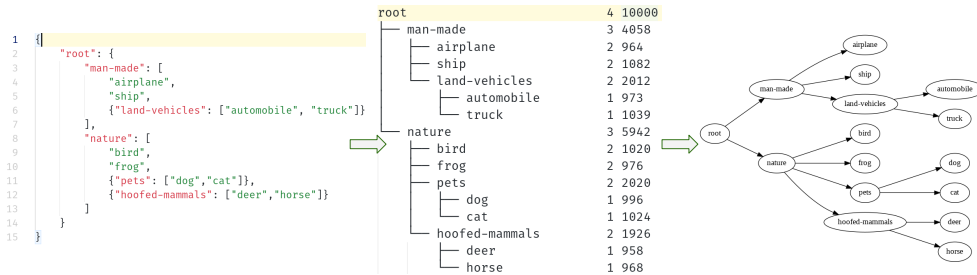 1 {
2 "root": {
3 "man-made": [
4 "airplane",
5 "ship",
6 {"land-vehicles": ["automobile", "truck"]}
7 ],
8 "nature": [
9 "bird",
10 "frog",
11 {"pets": ["dog","cat"]},
12 {"hoofed-mammals": ["deer","horse"]}
13 ]
14 }
15 }
root 4 10000
man-made 3 4058
airplane 2 964
ship 2 1082
land-vehicles 2 2012
automobile 1 973
truck 1 1039
nature 3 5942
bird 2 1020
frog 2 976
pets 2 2020
dog 1 996
cat 1 1024
hoofed-mammals 2 1926
deer 1 958
horse 1 968
airplane
ship
man-made
automobile
land-vehicles
truck
root
bird
nature
frog
dog
pets
cat
hoofed-mammals
deer
horse